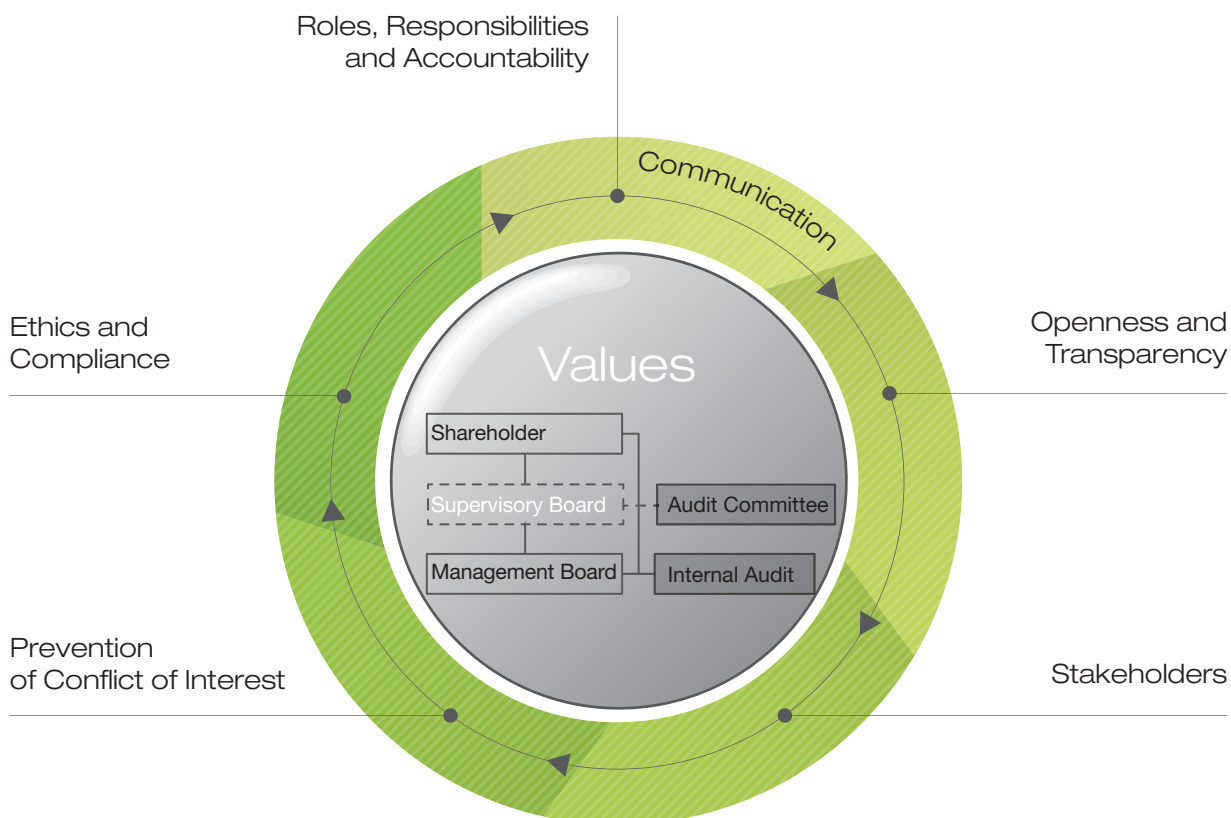 Roles, Responsibilities
and Accountability
Communication
Ethics and
Compliance
Openness and
Transparency
Values
Shareholder
Supervisory Board
Audit Committee
Management Board
Internal Audit
Prevention
of Conflict of Interest
Stakeholders